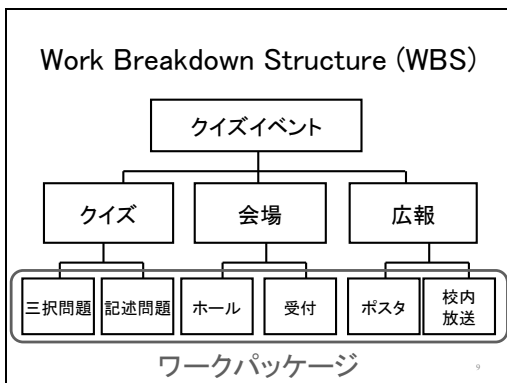 Work Breakdown Structure (WBS)
クイズイベント
クイズ
会場
広報
三択問題
記述問題
ホール
受付
ポスタ
校内
放送
ワークパッケージ
9